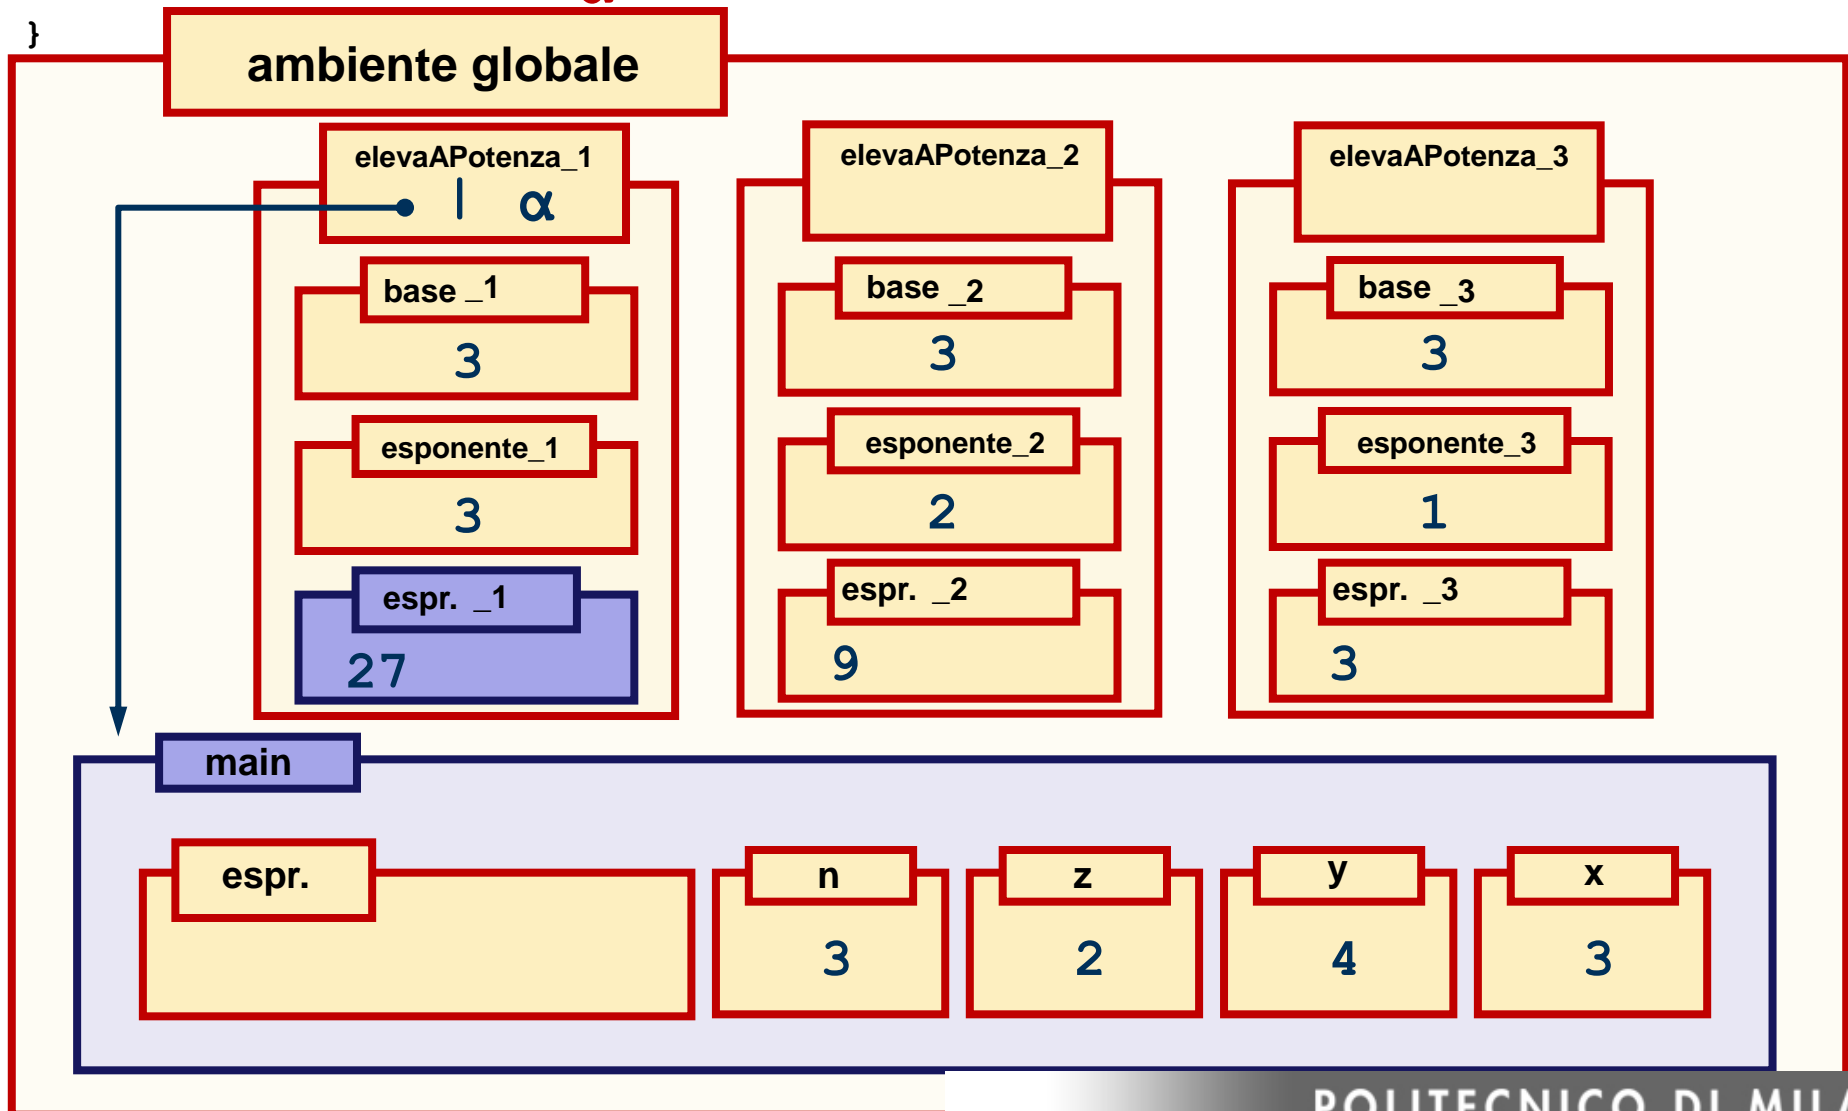 }
ambiente globale
elevaAPotenza_1
| α
base _1
3
esponente_1
3
espr. _1
27
elevaAPotenza_2
base _2
3
esponente_2
2
espr. _2
9
elevaAPotenza_3
base _3
3
esponente_3
1
espr. _3
3
main
espr.
n
3
z
2
y
4
x
3
POLITECNICO DI